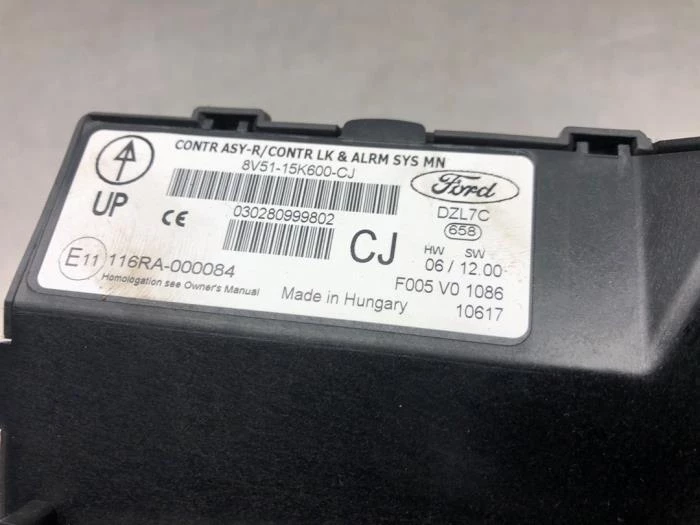 CONTR ASY-R/CONTR LK & ALRM SYS MN
8V51-15K600-CJ
Ford
UP
CE
030280999802
CJ
DZL7C
658
HW SW
06 / 12.00
E11 116RA-000084
Homologation see Owner's Manual
Made in Hungary
F005 V0 1086
10617